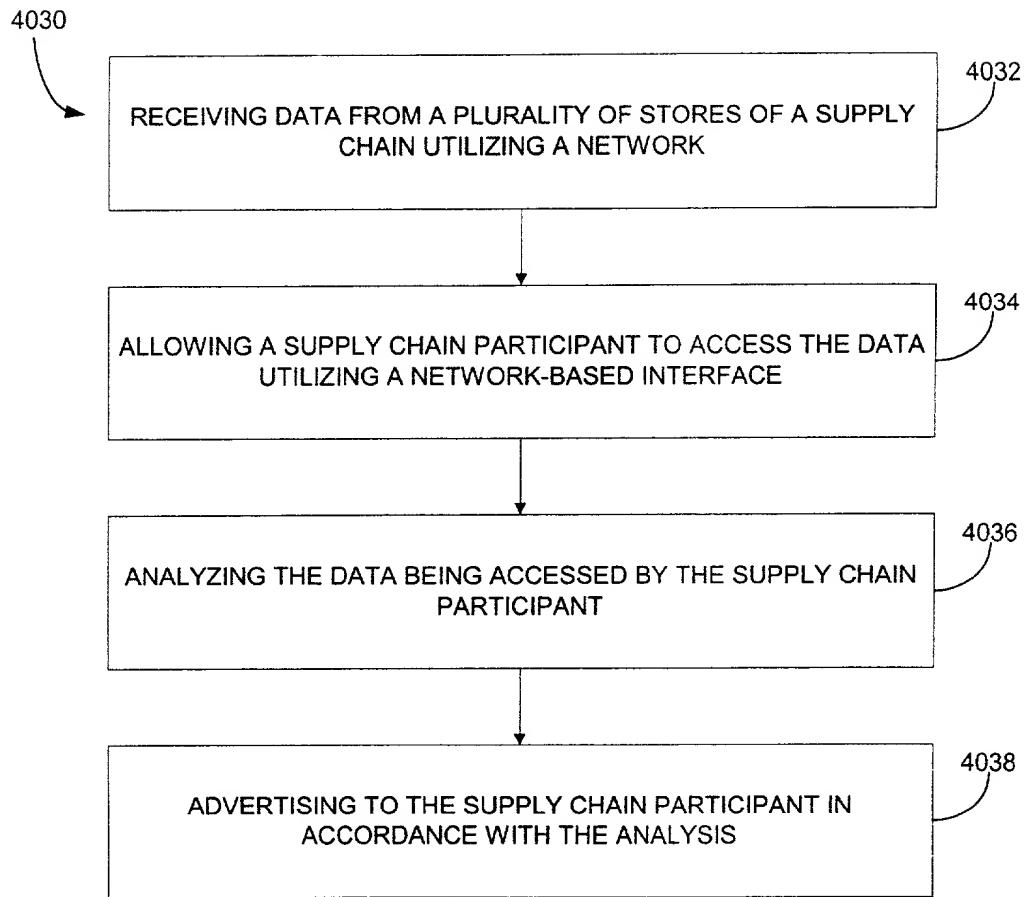 4030
4032
RECEIVING DATA FROM A PLURALITY OF STORES OF A SUPPLY
CHAIN UTILIZING A NETWORK
4034
ALLOWING A SUPPLY CHAIN PARTICIPANT TO ACCESS THE DATA
UTILIZING A NETWORK-BASED INTERFACE
4036
ANALYZING THE DATA BEING ACCESSED BY THE SUPPLY CHAIN
PARTICIPANT
4038
ADVERTISING TO THE SUPPLY CHAIN PARTICIPANT IN
ACCORDANCE WITH THE ANALYSIS